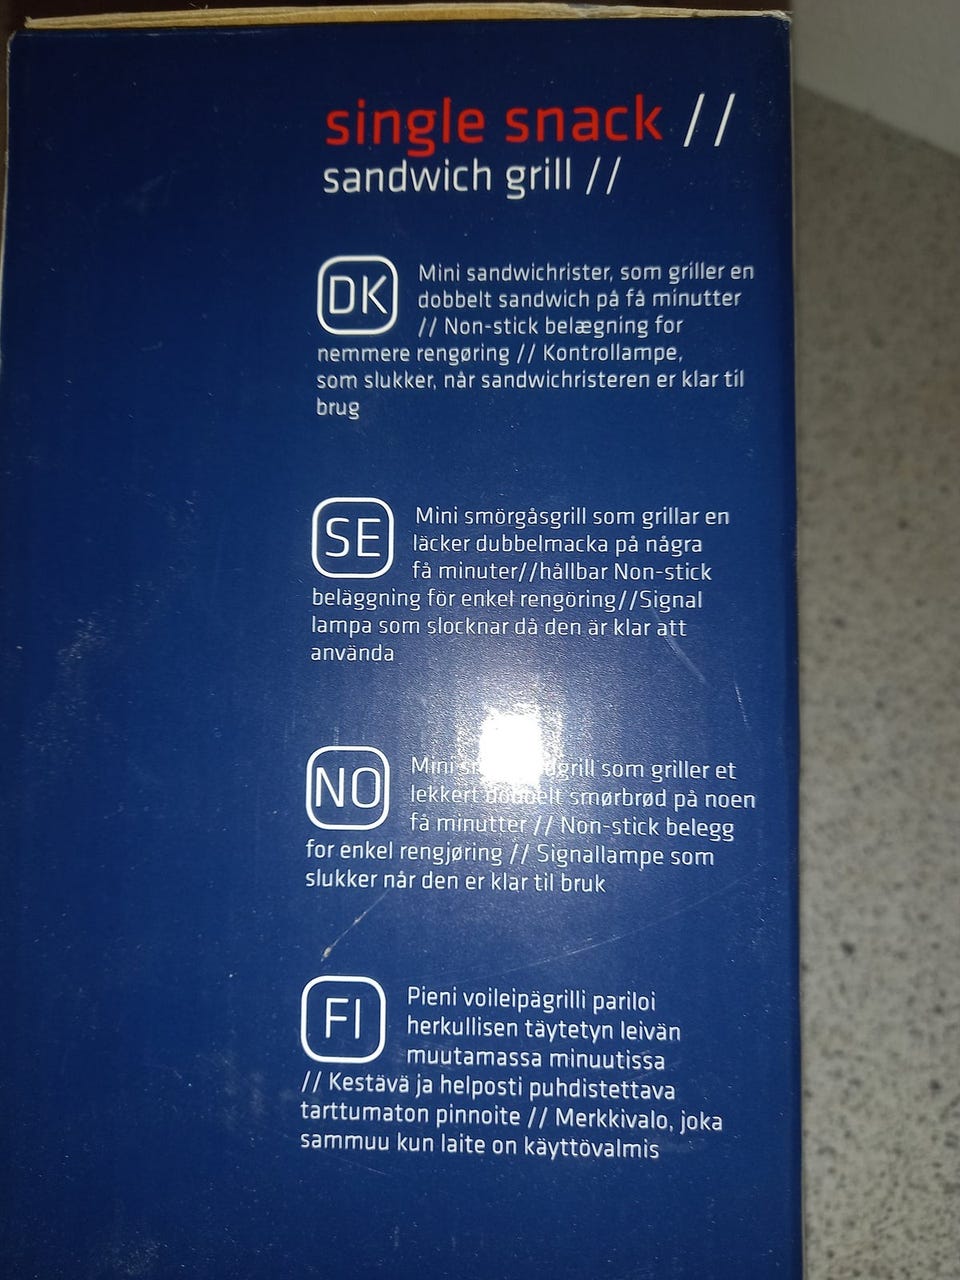 single snack //
sandwich grill //
DK
Mini sandwichrister, som griller en
dobbelt sandwich på få minutter
// Non-stick belægning for
nemmere rengøring // Kontrollampe,
som slukker, når sandwichristeren er klar til
brug
SE
Mini smörgåsgrill som grillar en
läcker dubbelmacka på några
få minuter//hållbar Non-stick
beläggning för enkel rengöring//Signal
lampa som slocknar då den är klar att
använda
NO
Mini som griller et
lekkert dobbelt smørbrød på noen
få minutter // Non-stick belegg
for enkel rengjøring // Signallampe som
slukker når den er klar til bruk
FI
Pieni voileipägrilli pariloi
herkullisen täytetyn leivän
muutamassa minuutissa
// Kestävä ja helposti puhdistettava
tarttumaton pinnoite // Merkkivalo, joka
sammuu kun laite on käyttövalmis